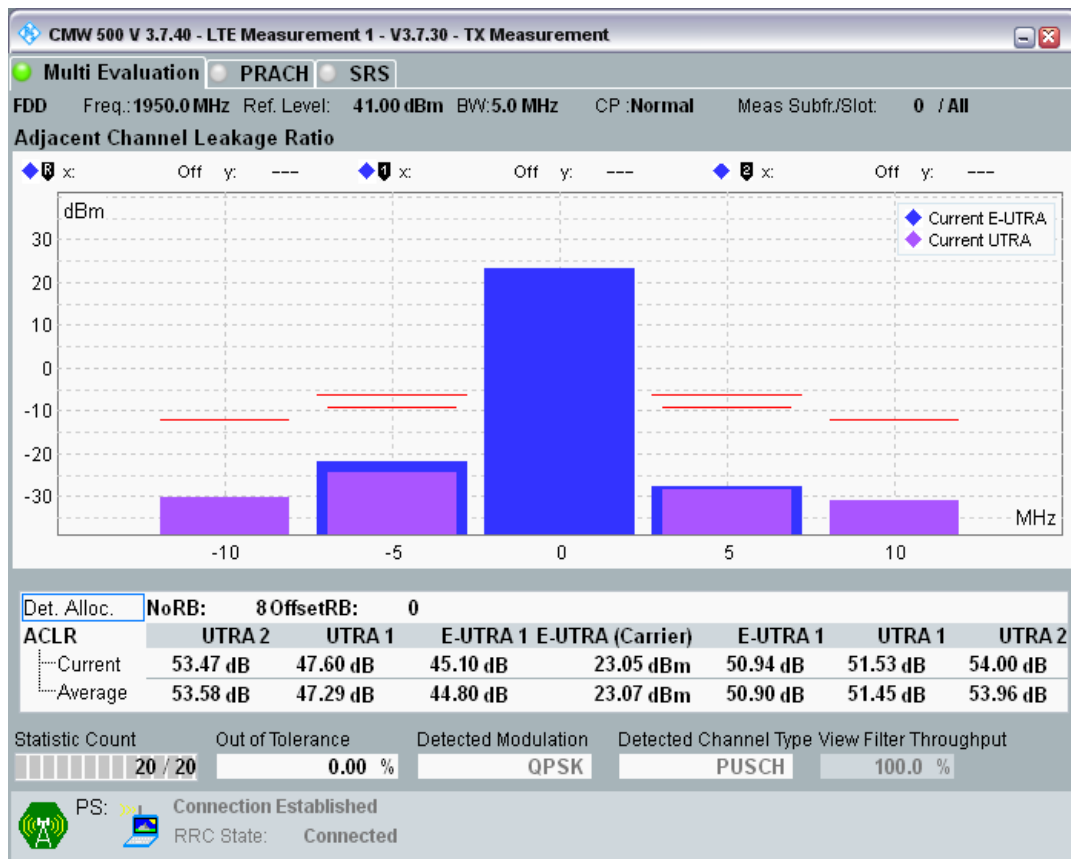 CMW 500 V 3.7.40 - LTE Measurement 1 - V3.7.30 - TX Measurement
Multi Evaluation PRACH SRS
FDD Freq.:1950.0 MHz Ref. Level: 41.00 dBm BW:5.0 MHz CP :Normal Meas Subfr./Slot: 0 / All
Adjacent Channel Leakage Ratio
R x: Off y: --- 1 x: Off y: --- 2 x: Off y: ---
dBm
Current E-UTRA
Current UTRA
30
20
10
0
-10
-20
-30
MHz
-10 -5 0 5 10
Det. Alloc. NoRB: 8 OffsetRB: 0
ACLR UTRA 2 UTRA 1 E-UTRA 1 E-UTRA (Carrier) E-UTRA 1 UTRA 1 UTRA 2
Current 53.47 dB 47.60 dB 45.10 dB 23.05 dBm 50.94 dB 51.53 dB 54.00 dB
Average 53.58 dB 47.29 dB 44.80 dB 23.07 dBm 50.90 dB 51.45 dB 53.96 dB
Statistic Count Out of Tolerance Detected Modulation Detected Channel Type View Filter Throughput
20 / 20 0.00 % QPSK PUSCH 100.0 %
PS: Connection Established
RRC State: Connected